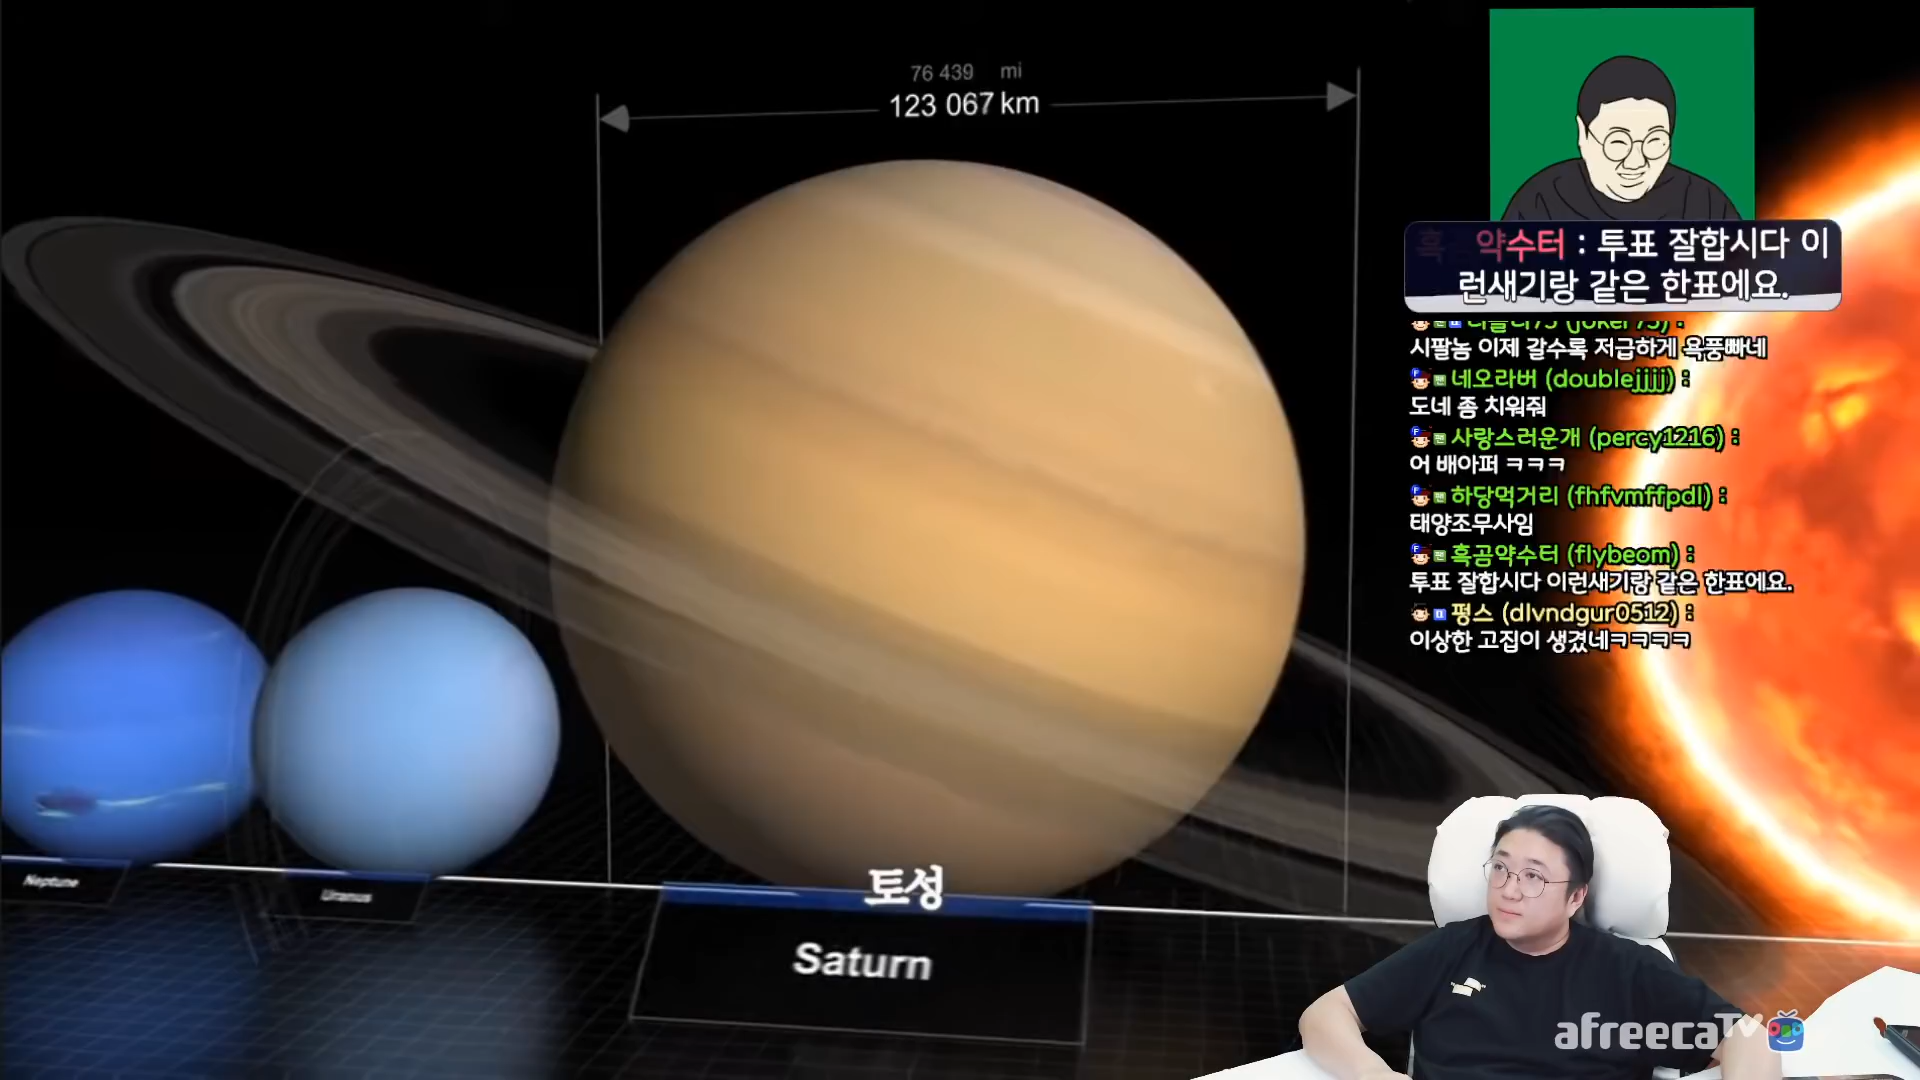 76 439 mi
123 067 km
흑 약수터 : 투표 잘합시다 이
런새기랑 같은 한표에요.
시팔놈 이제 갈수록 저급하게 욕풍빠네
네오라버 (doublejjjj) :
도네 좀 치워줘
사랑스러운개 (percy1216) :
어 배아퍼 ㅋㅋㅋ
하당먹거리 (fhfvmffpdl) :
태양조무사임
흑곰약수터 (flybeom) :
투표 잘합시다 이런새기랑 같은 한표에요.
펑스 (dlvndgur0512) :
이상한 고집이 생겼네ㅋㅋㅋㅋ
Neptune
Uranus
토성
Saturn
afreecaTV